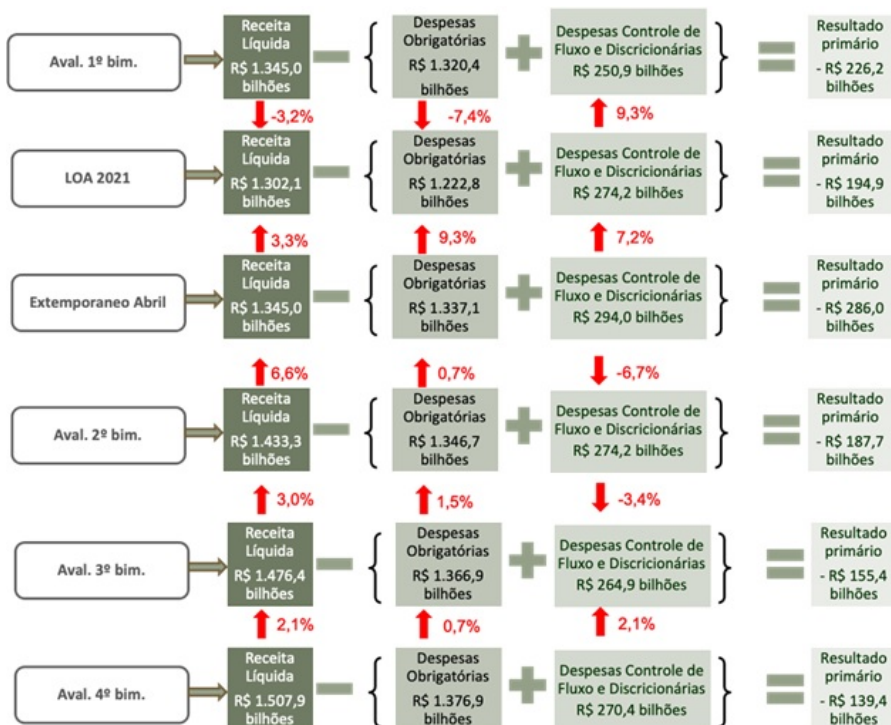 Aval. 1º bim.
Receita
Líquida
R$ 1.345,0
bilhões
Despesas
Obrigatórias
R$ 1.320,4
bilhões
Despesas Controle de
Fluxo e Discricionárias
R$ 250,9 bilhões
Resultado
primário
- R$ 226,2
bilhões
-3,2%
-7,4%
9,3%
LOA 2021
Receita
Líquida
R$ 1.302,1
bilhões
Despesas
Obrigatórias
R$ 1.222,8
bilhões
Despesas Controle de
Fluxo e Discricionárias
R$ 274,2 bilhões
Resultado
primário
- R$ 194,9
bilhões
3,3%
9,3%
7,2%
Extemporaneo Abril
Receita
Líquida
R$ 1.345,0
bilhões
Despesas
Obrigatórias
R$ 1.337,1
bilhões
Despesas Controle de
Fluxo e Discricionárias
R$ 294,0 bilhões
Resultado
primário
- R$ 286,0
bilhões
6,6%
0,7%
-6,7%
Aval. 2º bim.
Receita
Líquida
R$ 1.433,3
bilhões
Despesas
Obrigatórias
R$ 1.346,7
bilhões
Despesas Controle de
Fluxo e Discricionárias
R$ 274,2 bilhões
Resultado
primário
- R$ 187,7
bilhões
3,0%
1,5%
-3,4%
Aval. 3º bim.
Receita
Líquida
R$ 1.476,4
bilhões
Despesas
Obrigatórias
R$ 1.366,9
bilhões
Despesas Controle de
Fluxo e Discricionárias
R$ 264,9 bilhões
Resultado
primário
- R$ 155,4
bilhões
2,1%
0,7%
2,1%
Aval. 4º bim.
Receita
Líquida
R$ 1.507,9
bilhões
Despesas
Obrigatórias
R$ 1.376,9
bilhões
Despesas Controle de
Fluxo e Discricionárias
R$ 270,4 bilhões
Resultado
primário
- R$ 139,4
bilhões